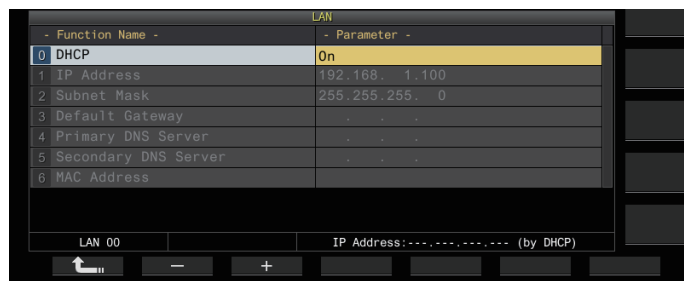 LAN
- Function Name - - Parameter -
0 DHCP On
1 IP Address 192.168. 1.100
2 Subnet Mask 255.255.255. 0
3 Default Gateway . . .
4 Primary DNS Server . . .
5 Secondary DNS Server . . .
6 MAC Address
LAN 00 IP Address:---.---.---.--- (by DHCP)
− +